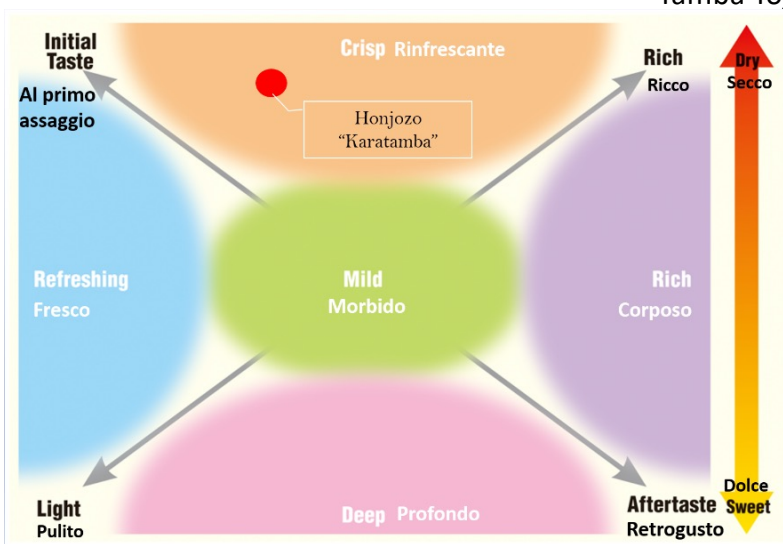 Initial
Taste
Al primo
assaggio
Crisp Rinfrescante
Rich
Ricco
Dry
Secco
Honjozo
“Karatamba”
Refreshing
Fresco
Mild
Morbido
Rich
Corposo
Light
Pulito
Deep Profondo
Aftertaste
Retrogusto
Dolce
Sweet